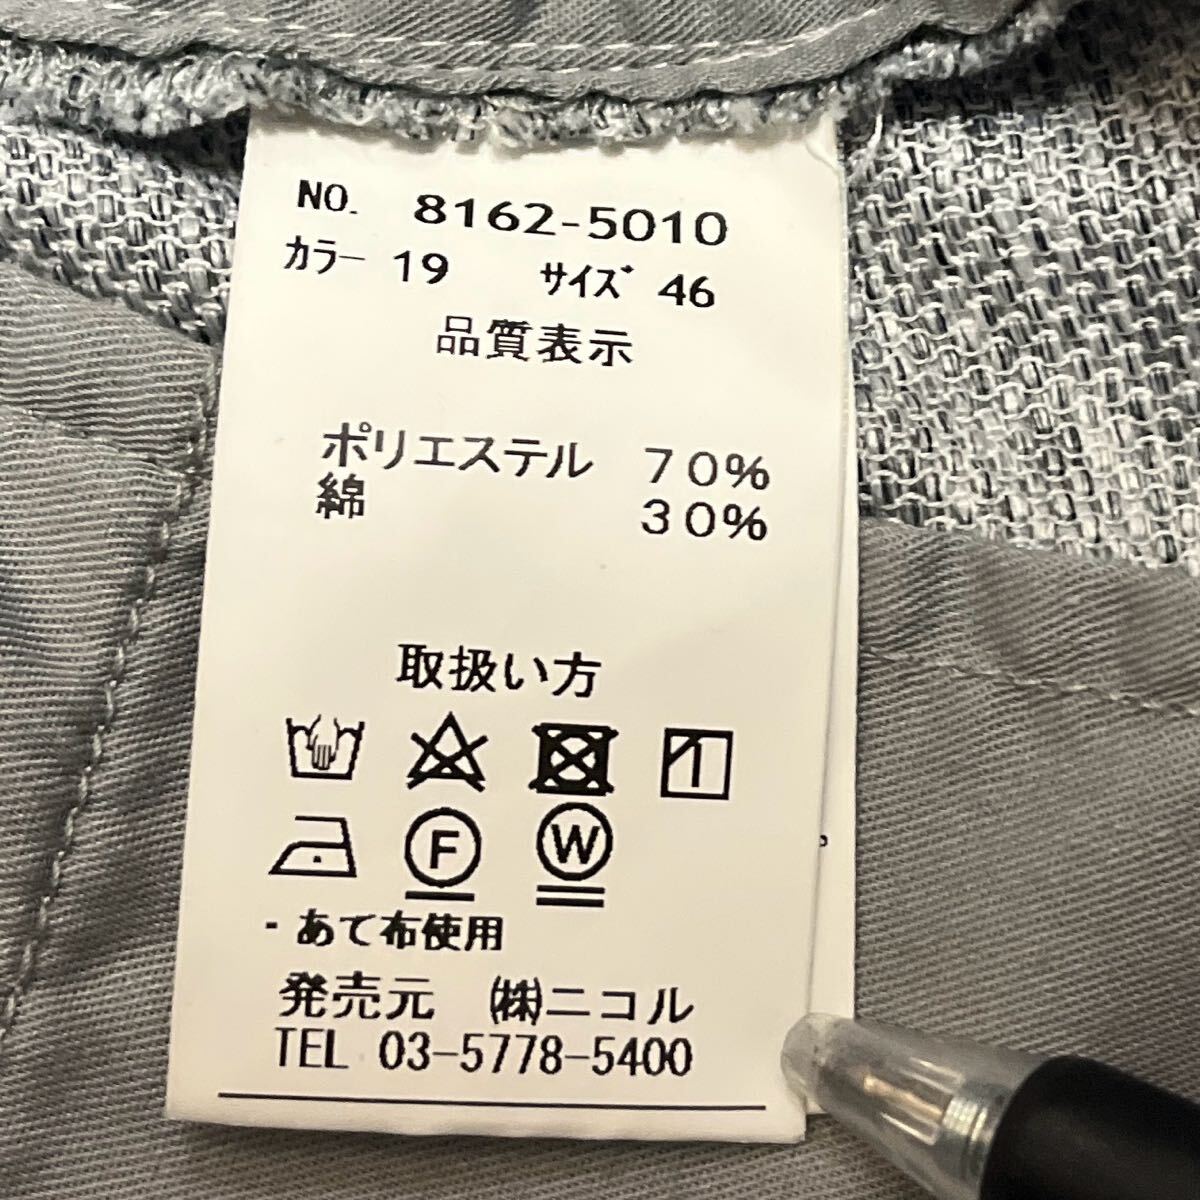 NO. 8162-5010
カラー 19 サイズ 46
品質表示
ポリエステル 70%
綿 30%
取扱い方
1
F W
・あて布使用
発売元 ㈱ニコル
TEL 03-5778-5400